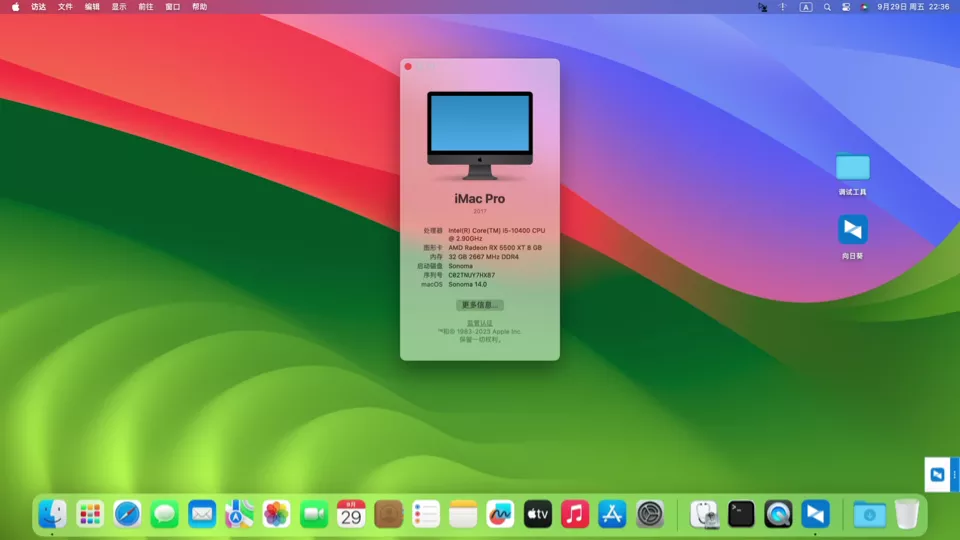 访达 文件 编辑 显示 前往 窗口 帮助
A 9月29日 周五 22:36
iMac Pro
2017
处理器 Intel(R) Core(TM) i5-10400 CPU @ 2.90GHz
图形卡 AMD Radeon RX 5500 XT 8 GB
内存 32 GB 2667 MHz DDR4
启动磁盘 Sonoma
序列号 C02TNUY7HX87
macOS Sonoma 14.0
更多信息...
监管认证
™和© 1983-2023 Apple Inc.
保留一切权利。
调试工具
向日葵
9月
29
tv